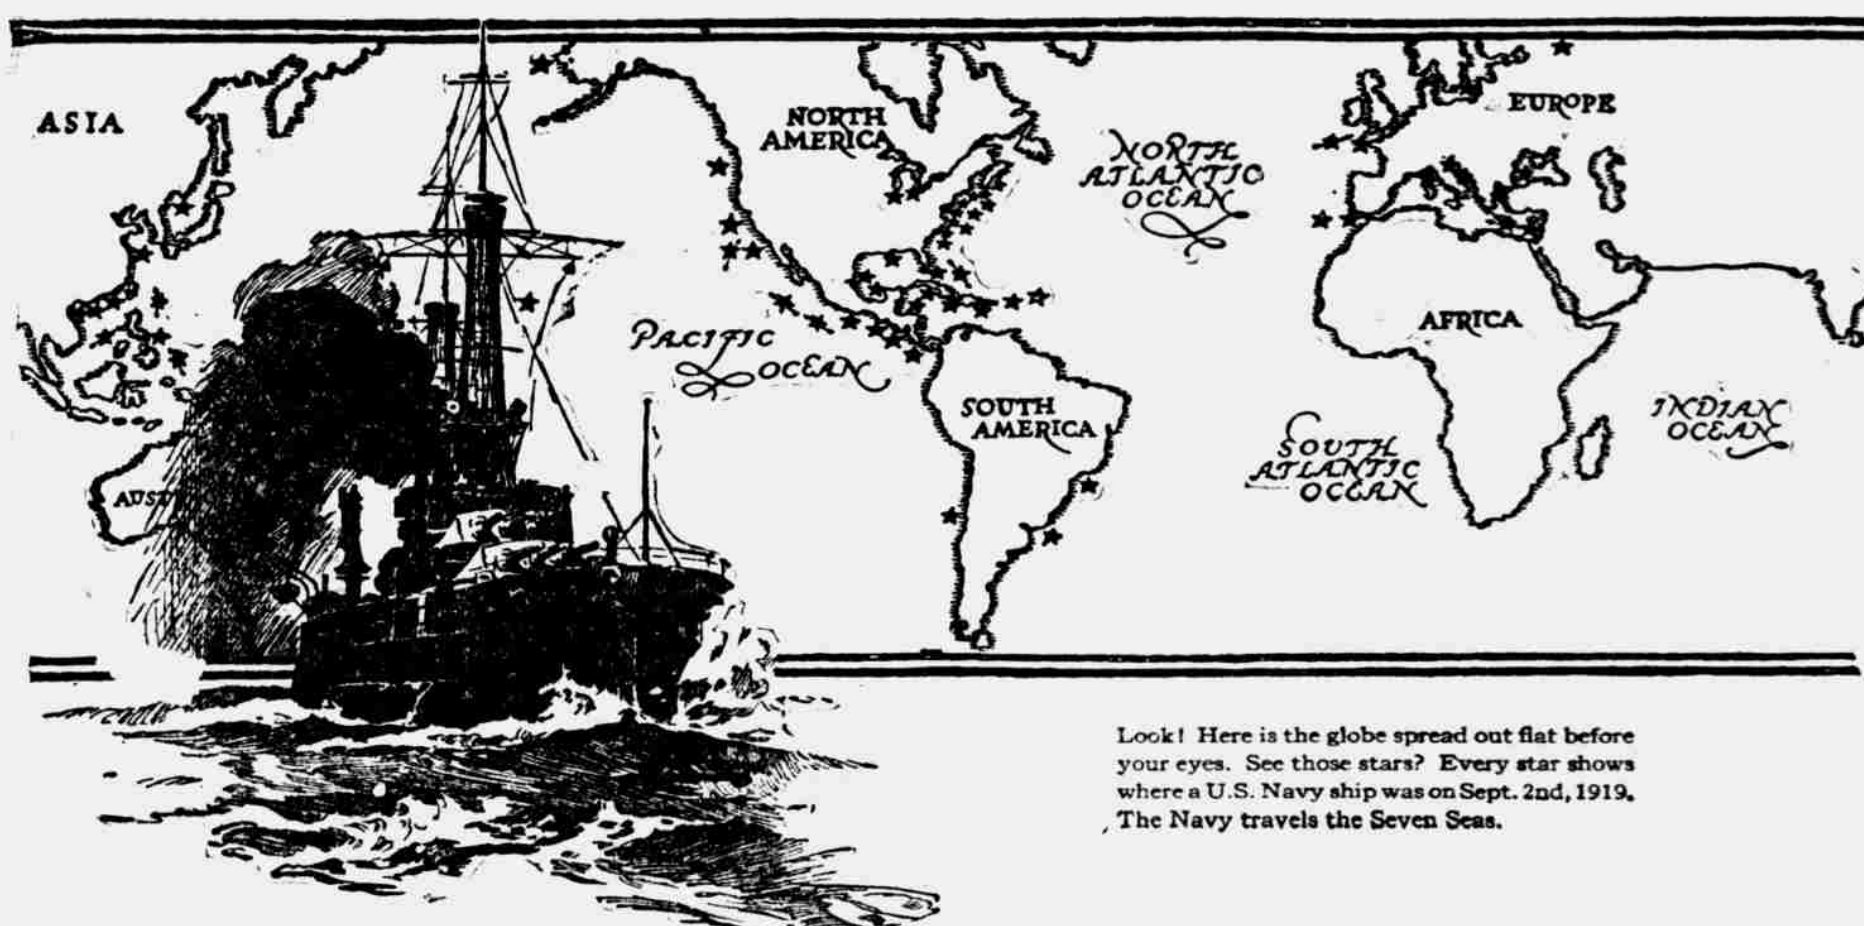 ASIA
NORTH
AMERICA
NORTH
ATLANTIC
OCEAN
EUROPE
PACIFIC
OCEAN
AFRICA
SOUTH
AMERICA
SOUTH
ATLANTIC
OCEAN
INDIAN
OCEAN
AUST
Look! Here is the globe spread out flat before
your eyes. See those stars? Every star shows
where a U.S. Navy ship was on Sept. 2nd, 1919.
The Navy travels the Seven Seas.